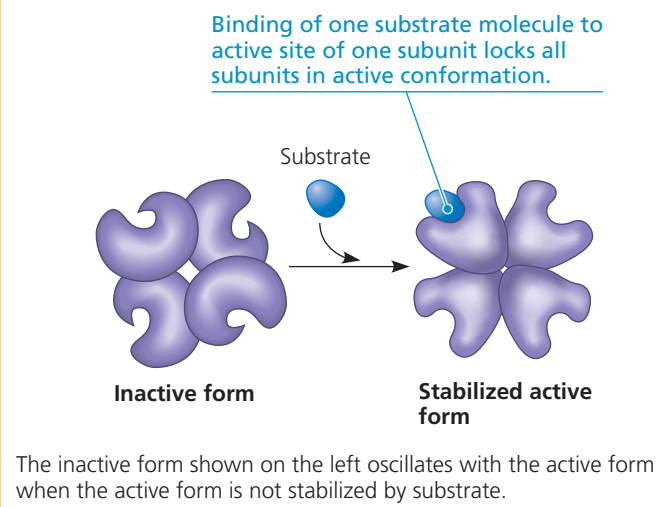 Binding of one substrate molecule to
active site of one subunit locks all
subunits in active conformation.
Substrate
Inactive form
Stabilized active
form
The inactive form shown on the left oscillates with the active form
when the active form is not stabilized by substrate.